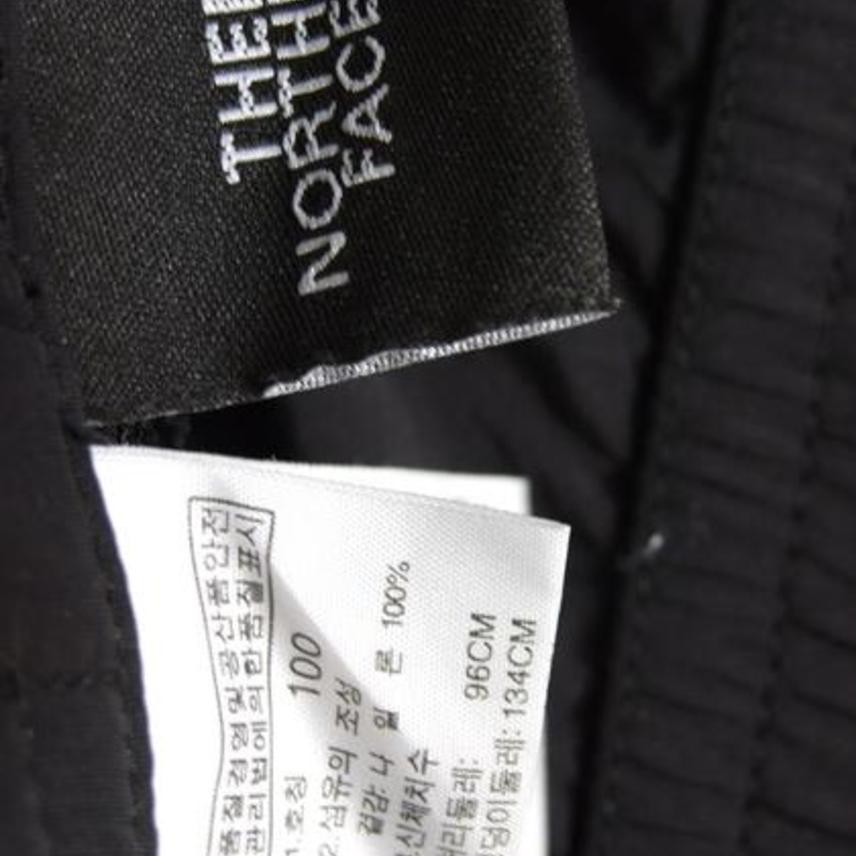 THE
NORTH
FACE
품질경영및공산품안전
관리법에의한품질표시
1.호칭 100
2.섬유의 조성
겉감: 나 일 론 100%
신체치수
허리둘레: 96CM
덩이둘레: 134CM